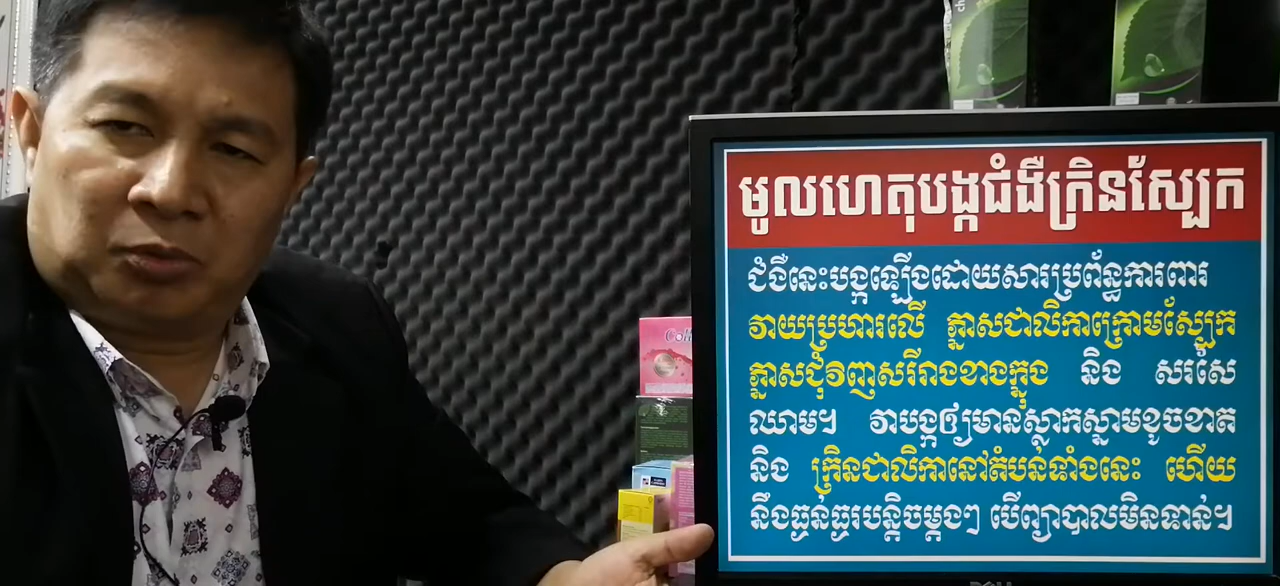 មូលហេតុបង្កជំងឺក្រិនស្បែក
ជំងឺនេះបង្កឡើងដោយសារប្រព័ន្ធការពារ
វាយប្រហារលើ ភ្នាសជាលិកាក្រោមស្បែក
ភ្នាសជុំវិញសរីរាងខាងក្នុង និង សរសៃ
ឈាម។ វាបង្កឲ្យមានស្លាកស្នាមខូចខាត
និង ក្រិនជាលិកានៅតំបន់ទាំងនេះ ហើយ
នឹងធ្ងន់ធ្ងរបន្តិចម្ដងៗ បើព្យាបាលមិនទាន់។